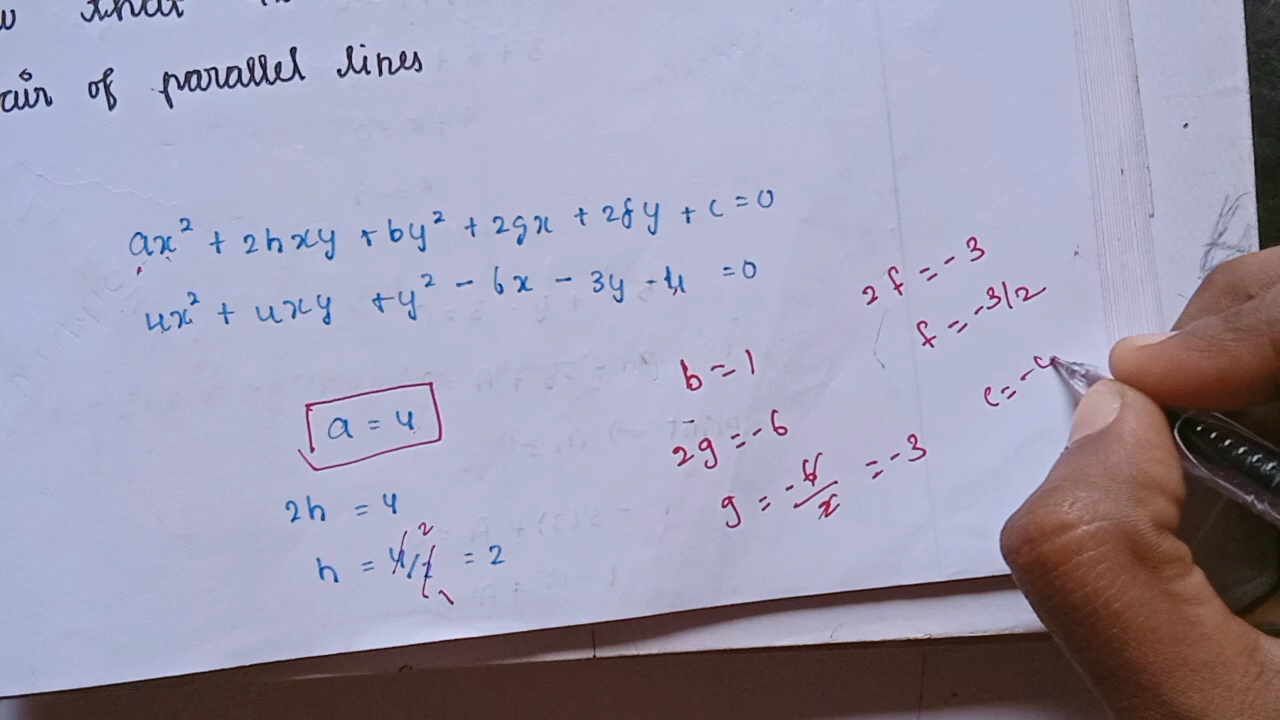 that
air of parallel lines
ax² + 2hxy + by² + 2gx + 2fy + c = 0
4x² + 4xy + y² - 6x - 3y - 4 = 0
a = 4
2h = 4
h = 4/2 = 2
b = 1
2g = -6
g = -6/2 = -3
2f = -3
f = -3/2
c = -4